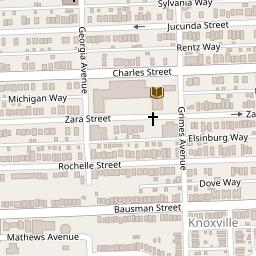 Sylvania Way
Jucunda Street
Rentz Way
Georgia Avenue
Charles Street
Michigan Way
Zara Street
Za
Grimes Avenue
Elsinburg Way
Rochelle Street
Dove Way
Bausman Street
Knoxville
Mathews Avenue